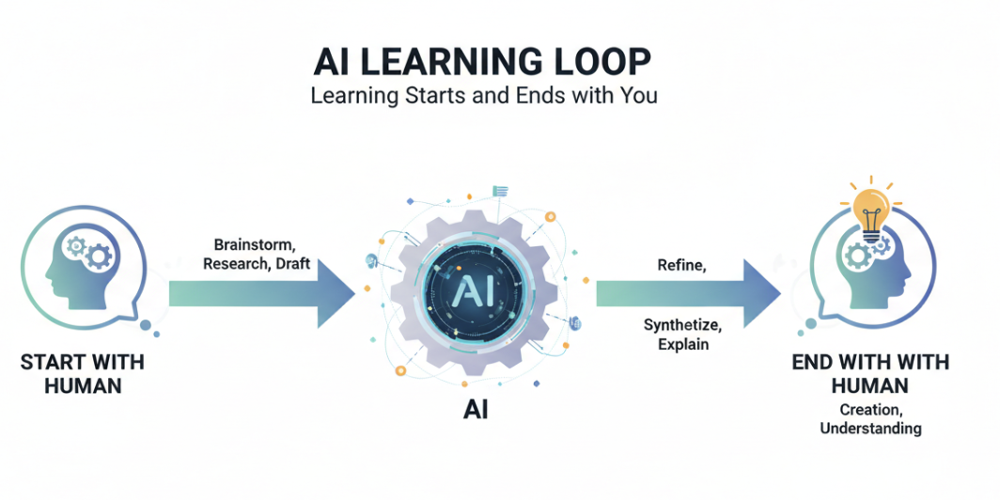 AI LEARNING LOOP
Learning Starts and Ends with You
Brainstorm,
Research, Draft
AI
Refine,
Synthetize,
Explain
START WITH
HUMAN
AI
END WITH WITH
HUMAN
Creation,
Understanding